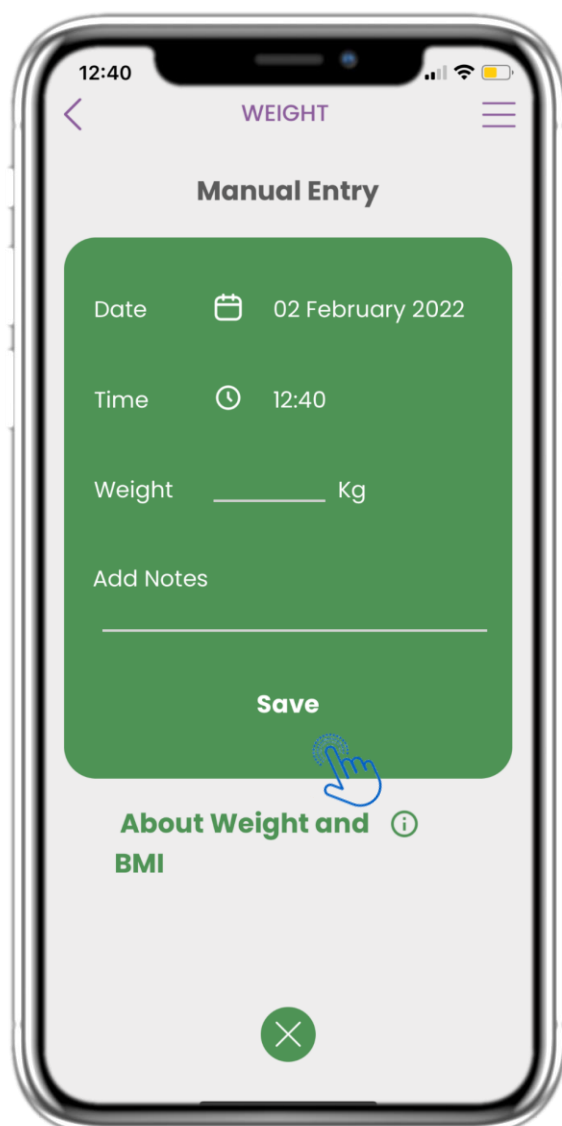 12:40
WEIGHT
Manual Entry
Date 02 February 2022
Time 12:40
Weight Kg
Add Notes
Save
About Weight and
BMI